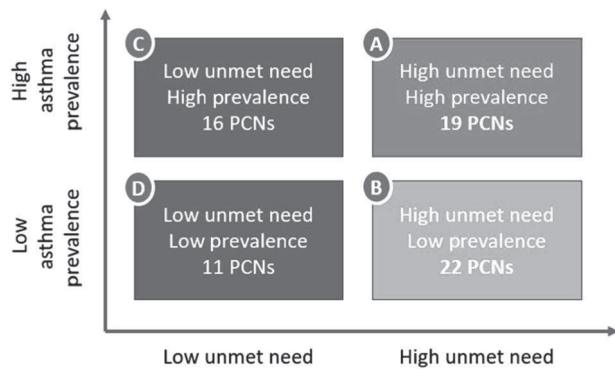 High
asthma
prevalence
C
Low unmet need
High prevalence
16 PCNs
A
High unmet need
High prevalence
19 PCNs
Low
asthma
prevalence
D
Low unmet need
Low prevalence
11 PCNs
B
High unmet need
Low prevalence
22 PCNs
Low unmet need
High unmet need